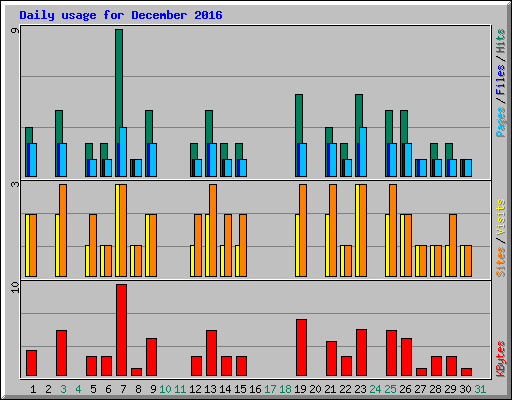 Daily usage for December 2016
9
3
10
Pages / Files / Hits
Sites / Visits
KBytes
1 2 3 4 5 6 7 8 9 10 11 12 13 14 15 16 17 18 19 20 21 22 23 24 25 26 27 28 29 30 31